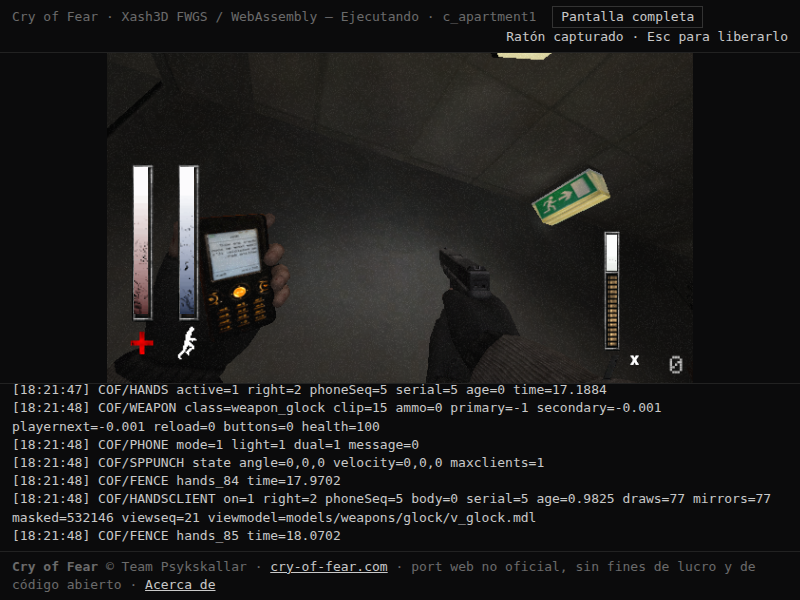 Cry of Fear · Xash3D FWGS / WebAssembly — Ejecutando · c_apartment1 Pantalla completa
Ratón capturado · Esc para liberarlo
x 0
[18:21:47] COF/HANDS active=1 right=2 phoneSeq=5 serial=5 age=0 time=17.1884
[18:21:48] COF/WEAPON class=weapon_glock clip=15 ammo=0 primary=-1 secondary=-0.001
playernext=-0.001 reload=0 buttons=0 health=100
[18:21:48] COF/PHONE mode=1 light=1 dual=1 message=0
[18:21:48] COF/SPPUNCH state angle=0,0,0 velocity=0,0,0 maxclients=1
[18:21:48] COF/FENCE hands_84 time=17.9702
[18:21:48] COF/HANDSCLIENT on=1 right=2 phoneSeq=5 body=0 serial=5 age=0.9825 draws=77 mirrors=77
masked=532146 viewseq=21 viewmodel=models/weapons/glock/v_glock.mdl
[18:21:48] COF/FENCE hands_85 time=18.0702
Cry of Fear © Team Psykskallar · cry-of-fear.com · port web no oficial, sin fines de lucro y de
código abierto · Acerca de